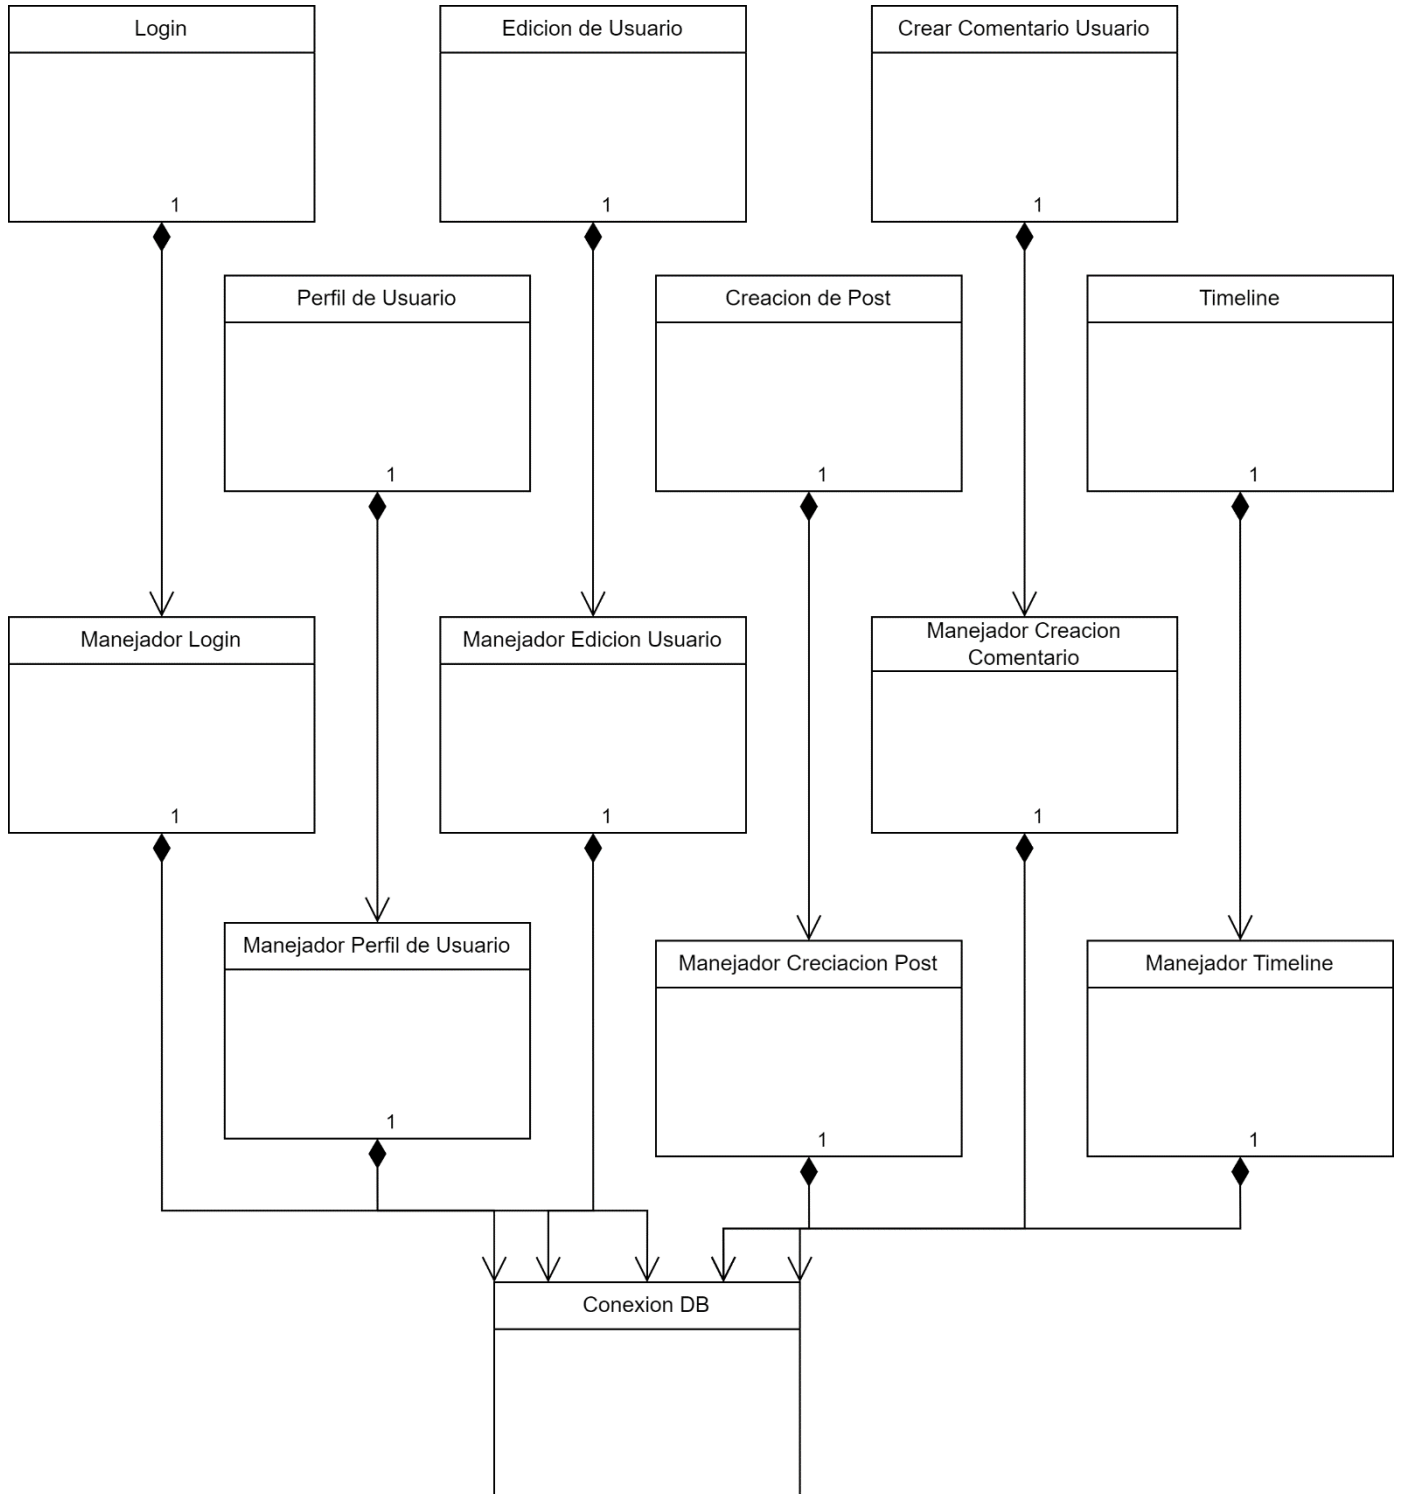 Login
Edicion de Usuario
Crear Comentario Usuario
1
1
1
Perfil de Usuario
Creacion de Post
Timeline
1
1
1
Manejador Login
Manejador Edicion Usuario
Manejador Creacion
Comentario
1
1
1
Manejador Perfil de Usuario
Manejador Creciacion Post
Manejador Timeline
1
1
1
Conexion DB